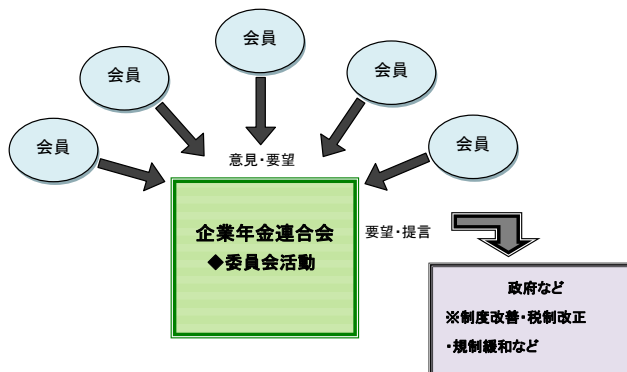 会員
会員
会員
会員
会員
意見・要望
企業年金連合会
◆委員会活動
要望・提言
政府など
※制度改善・税制改正
・規制緩和など